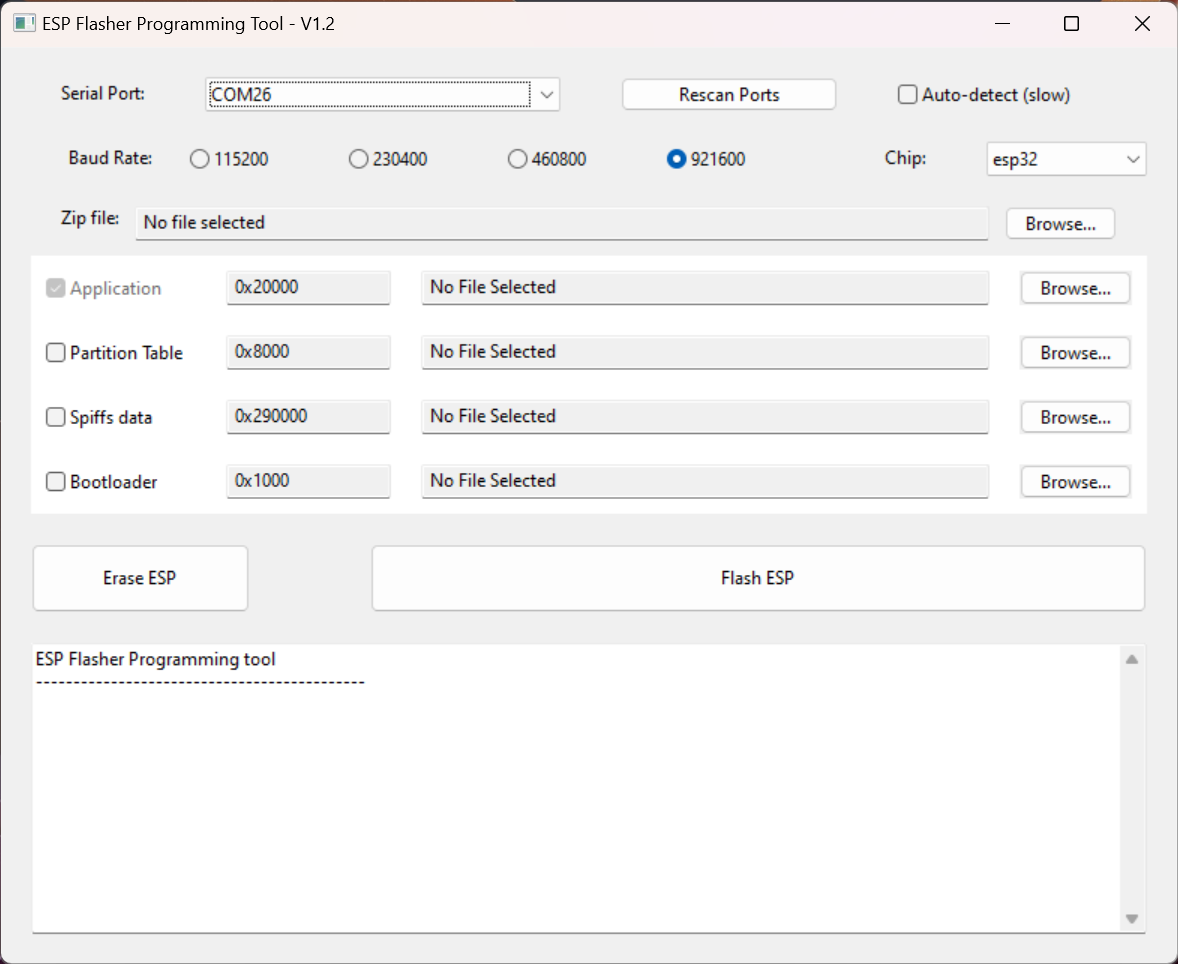 ESP Flasher Programming Tool - V1.2
Serial Port: COM26 Rescan Ports Auto-detect (slow)
Baud Rate: 115200 230400 460800 921600 Chip: esp32
Zip file: No file selected Browse...
Application 0x20000 No File Selected Browse...
Partition Table 0x8000 No File Selected Browse...
Spiffs data 0x290000 No File Selected Browse...
Bootloader 0x1000 No File Selected Browse...
Erase ESP Flash ESP
ESP Flasher Programming tool
--------------------------------------------